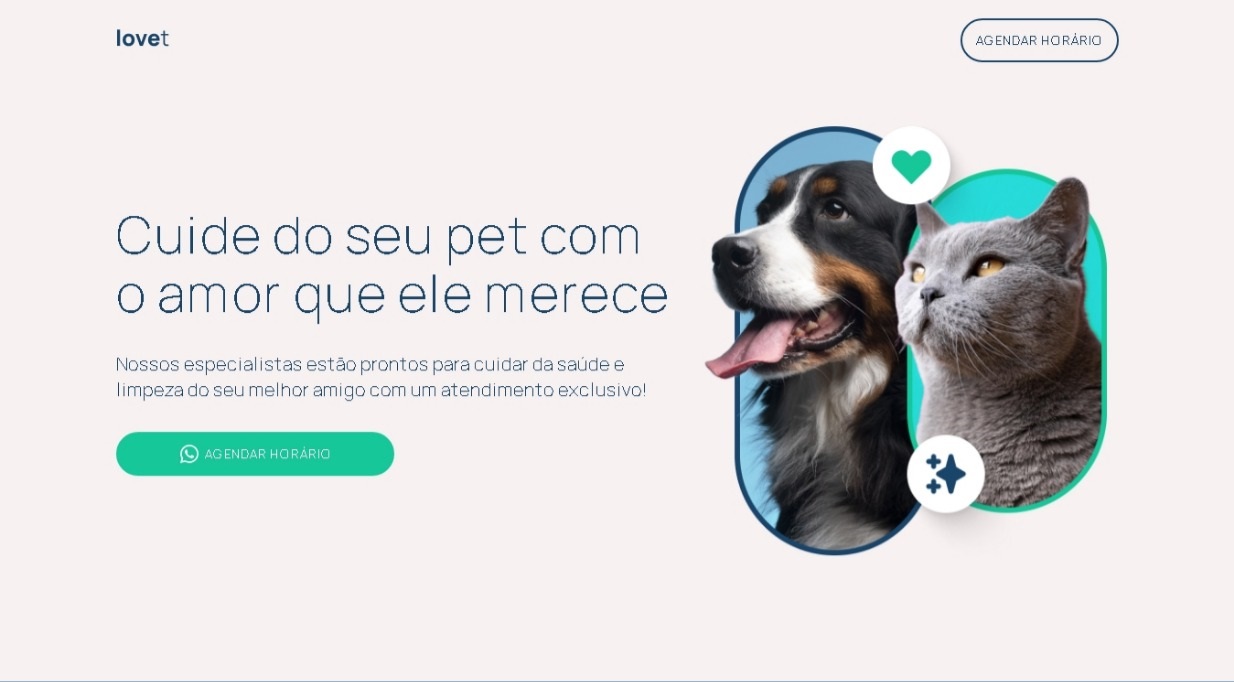 lovet
AGENDAR HORÁRIO
Cuide do seu pet com
o amor que ele merece
Nossos especialistas estão prontos para cuidar da saúde e
limpeza do seu melhor amigo com um atendimento exclusivo!
AGENDAR HORÁRIO